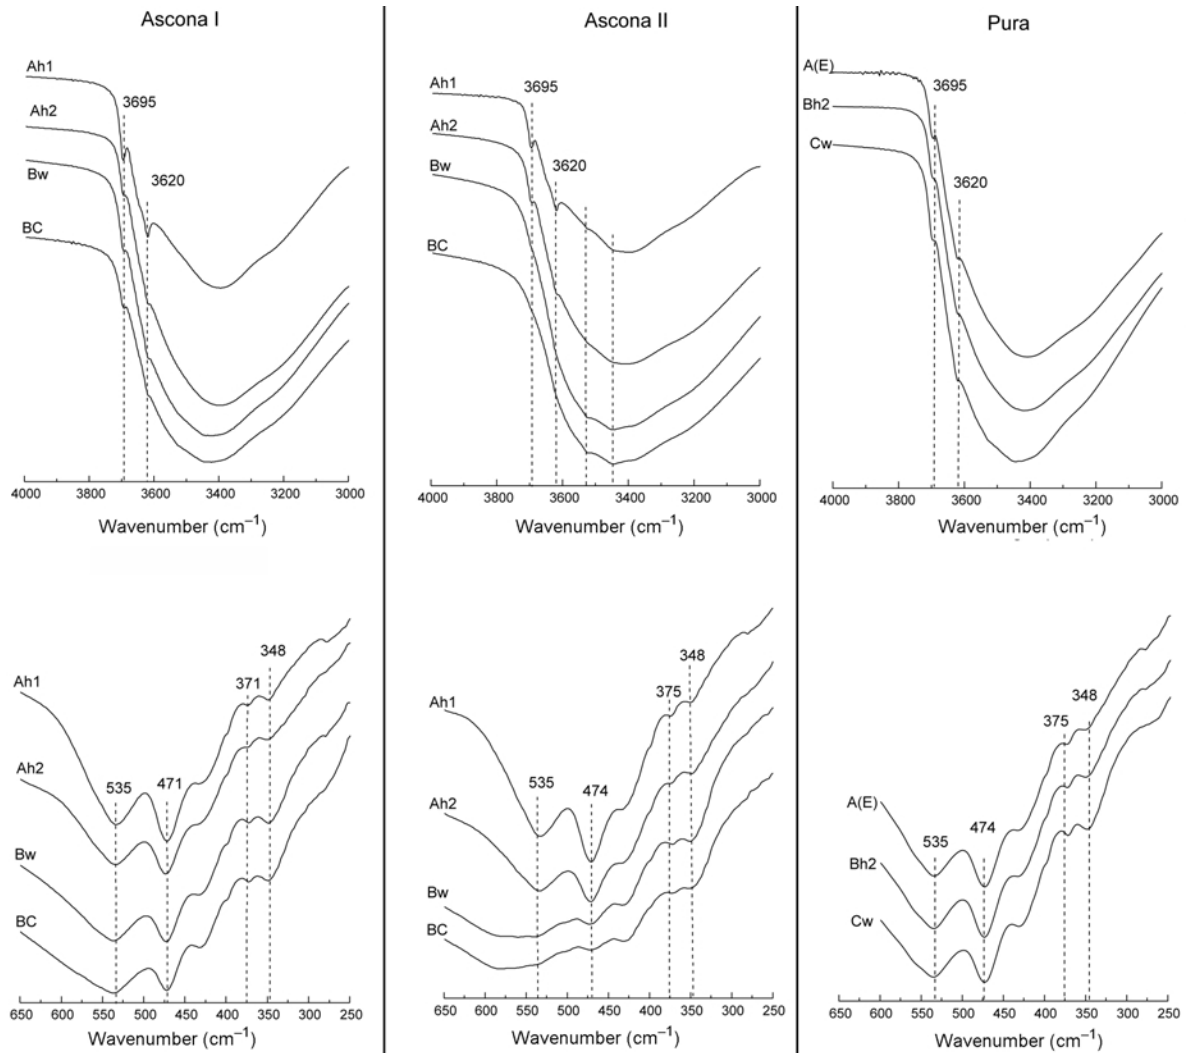 Ascona I
Ascona II
Pura
Ah1
Ah2
Bw
BC
3695
3620
4000 3800 3600 3400 3200 3000
Wavenumber (cm⁻¹)
Ah1
Ah2
Bw
BC
3695
3620
4000 3800 3600 3400 3200 3000
Wavenumber (cm⁻¹)
A(E)
Bh2
Cw
3695
3620
4000 3800 3600 3400 3200 3000
Wavenumber (cm⁻¹)
Ah1
Ah2
Bw
BC
535
471
371
348
650 600 550 500 450 400 350 300 250
Wavenumber (cm⁻¹)
Ah1
Ah2
Bw
BC
535
474
375
348
650 600 550 500 450 400 350 300 250
Wavenumber (cm⁻¹)
A(E)
Bh2
Cw
535
474
375
348
650 600 550 500 450 400 350 300 250
Wavenumber (cm⁻¹)